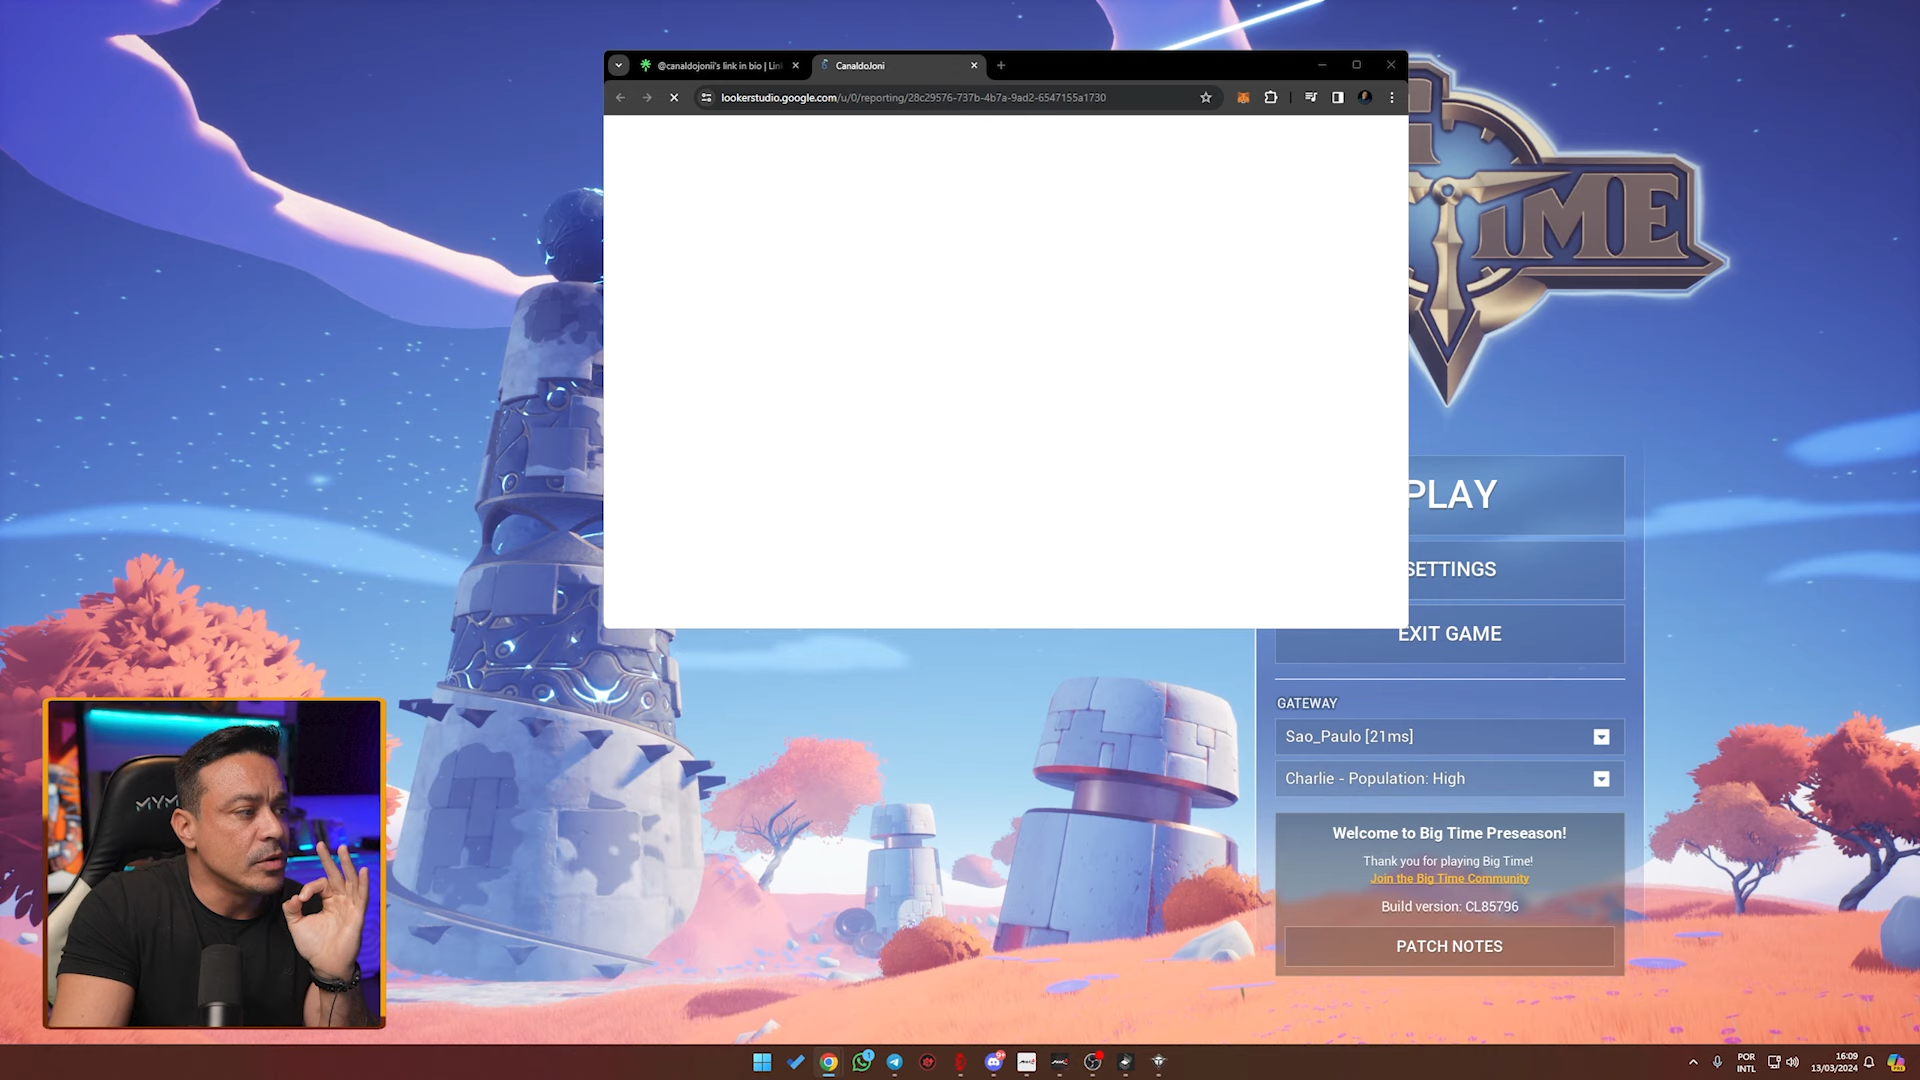 @canaldojonii's link in bio | Lin
CanaldoJoni
lookerstudio.google.com/u/0/reporting/28c29576-737b-4b7a-9ad2-6547155a1730
TIME
PLAY
SETTINGS
EXIT GAME
GATEWAY
Sao_Paulo [21ms]
Charlie - Population: High
Welcome to Big Time Preseason!
Thank you for playing Big Time!
Join the Big Time Community
Build version: CL85796
PATCH NOTES
MYM
POR
INTL
16:09
13/03/2024